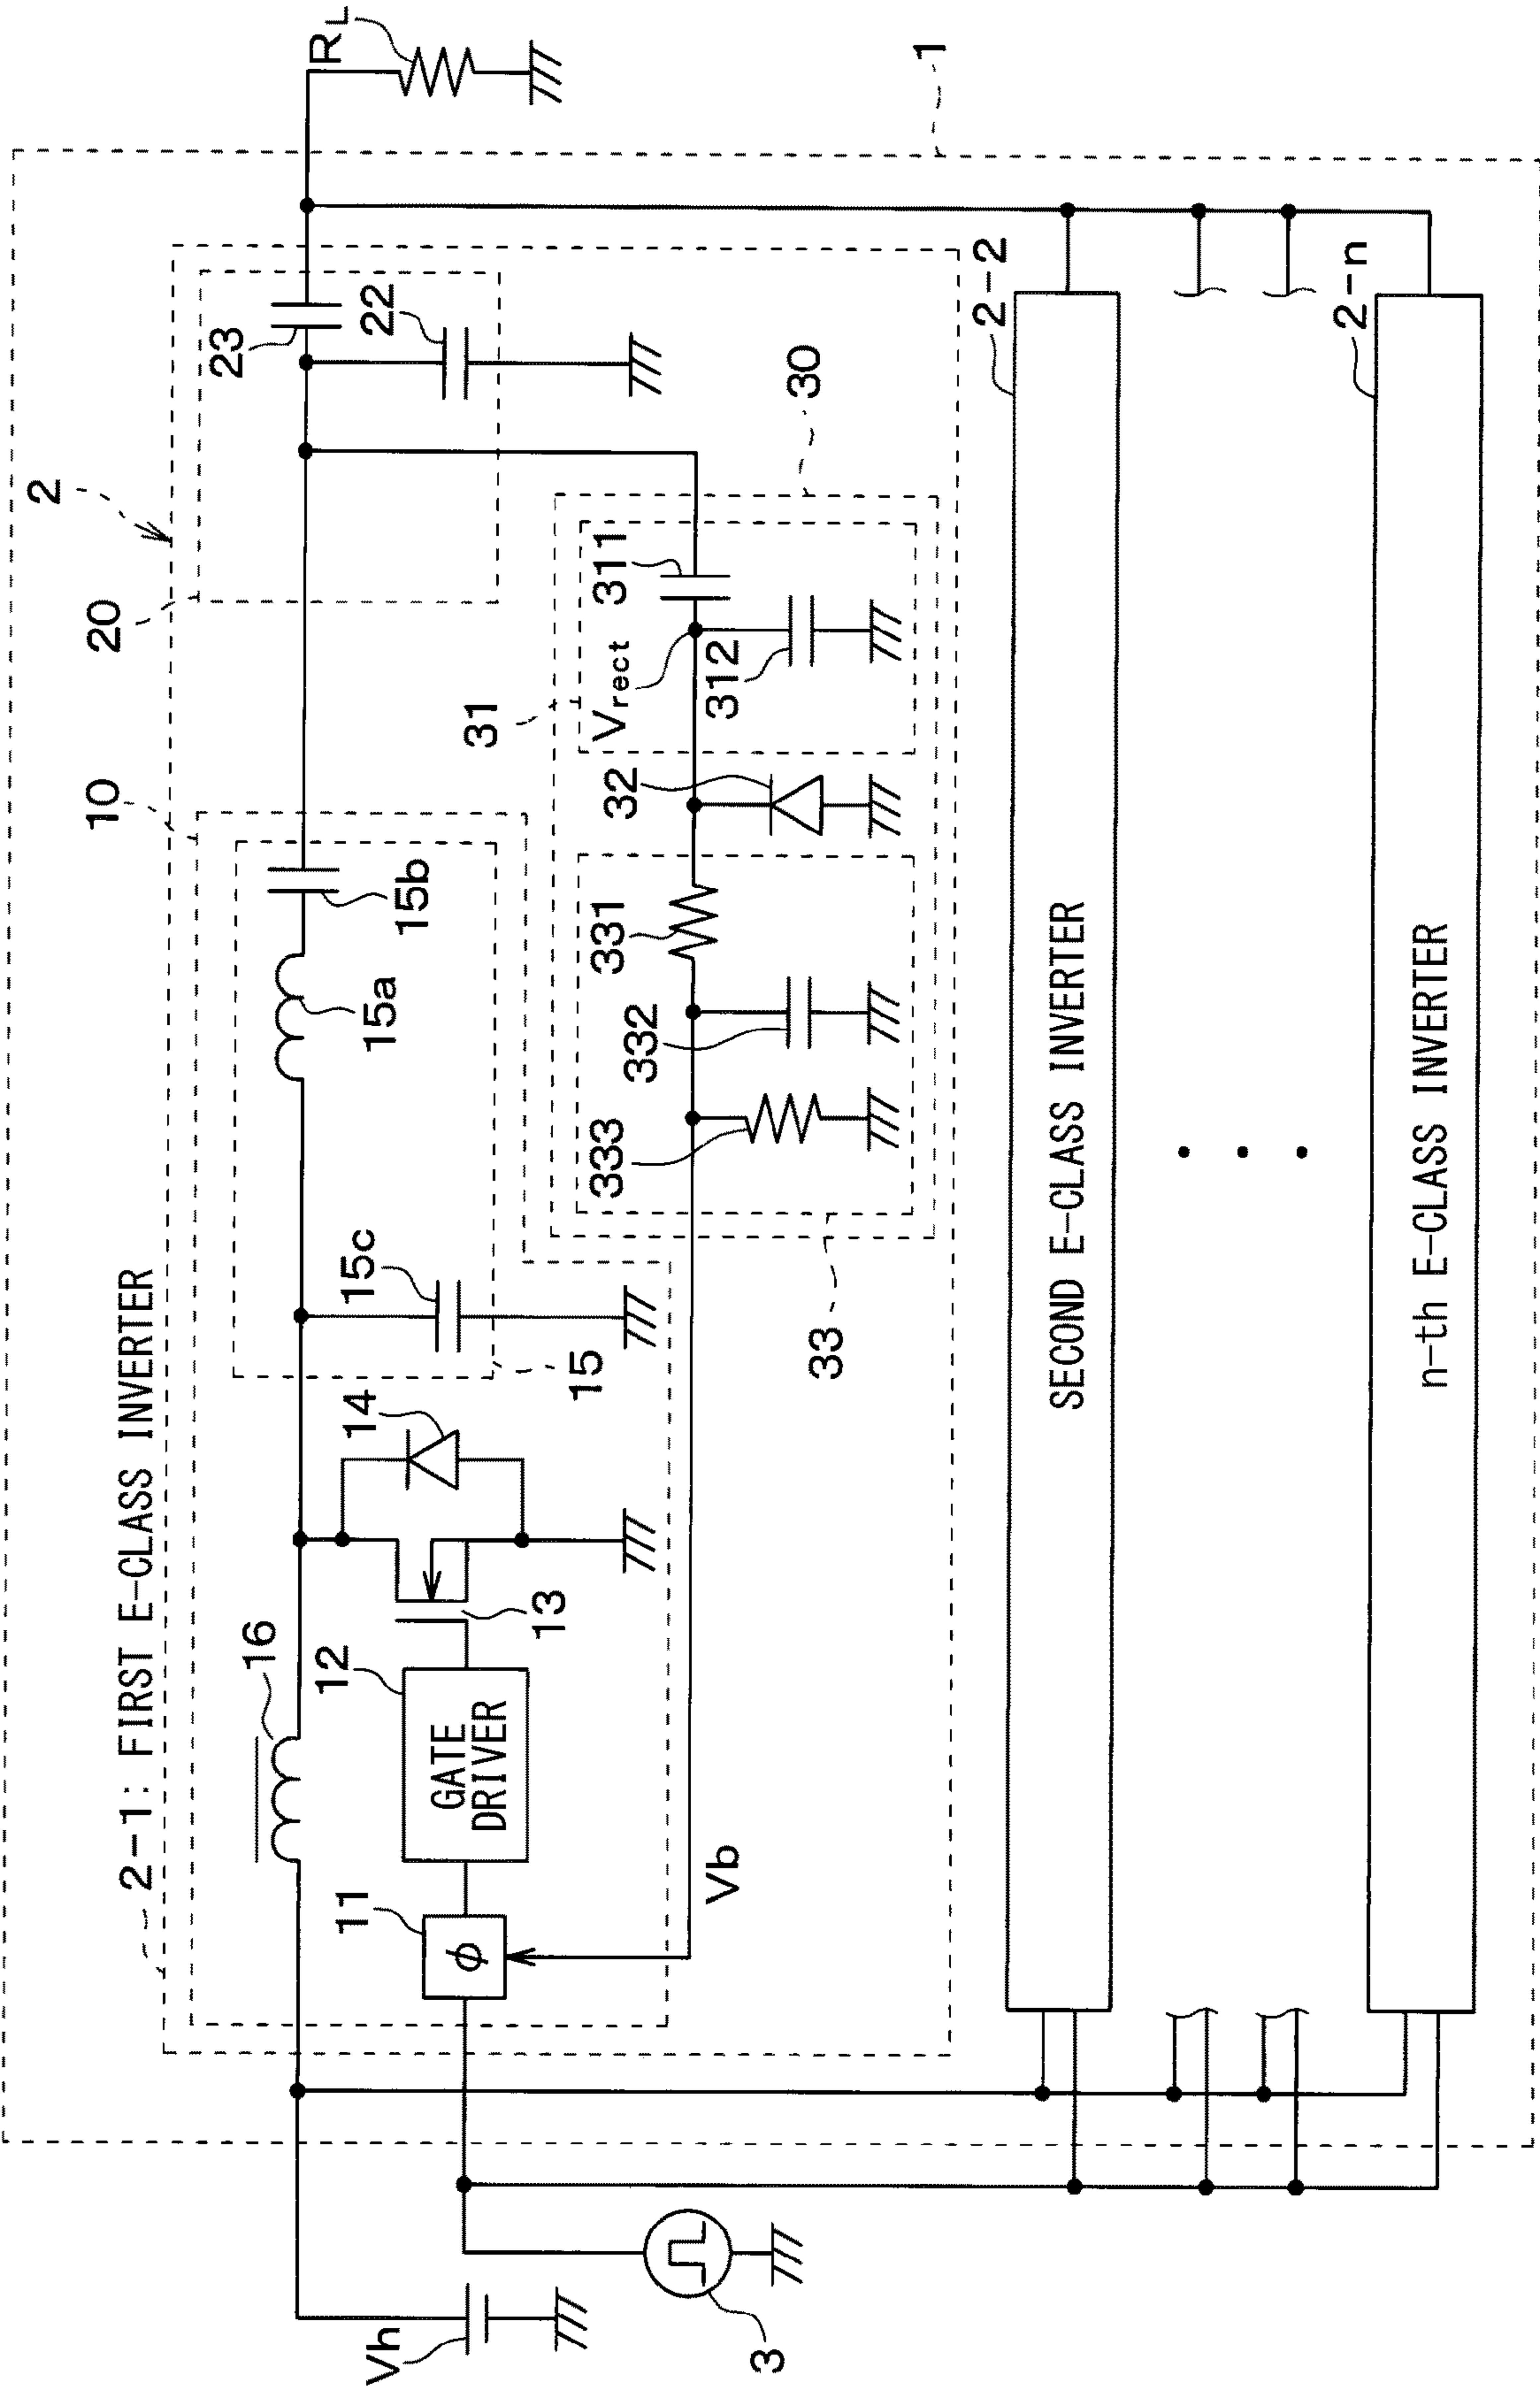 2-1: FIRST E-CLASS INVERTER
10
20
2
1
R_L
16
15c
15a
15b
23
22
11
φ
12
GATE
DRIVER
13
14
15
Vh
3
Vb
33
333
332
331
32
31
Vrect
311
312
30
SECOND E-CLASS INVERTER
2-2
n-th E-CLASS INVERTER
2-n